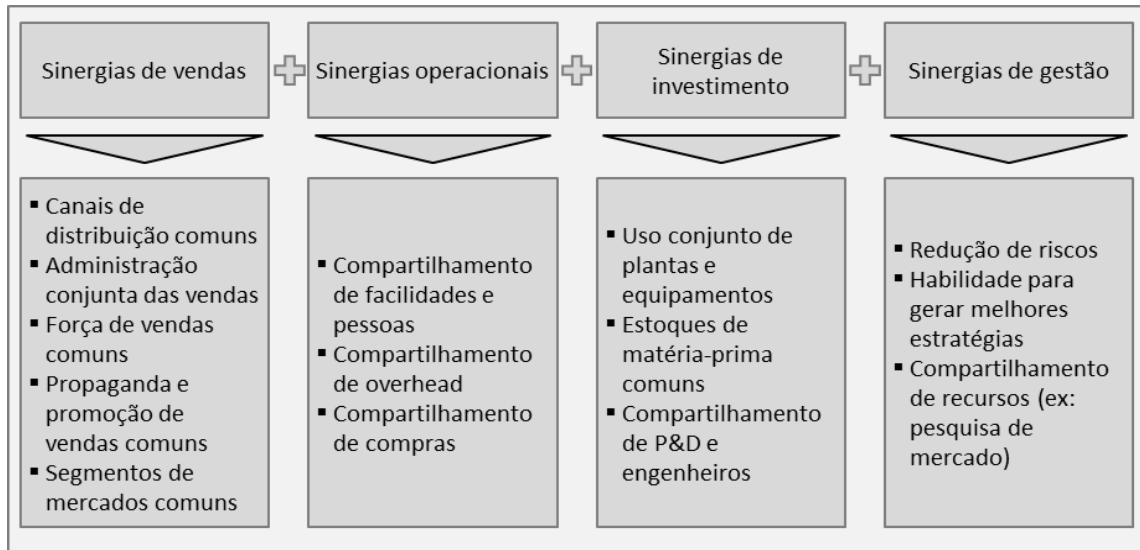 Sinergias de vendas
Sinergias operacionais
Sinergias de
investimento
Sinergias de gestão
▪ Canais de
distribuição comuns
▪ Administração
conjunta das vendas
▪ Força de vendas
comuns
▪ Propaganda e
promoção de
vendas comuns
▪ Segmentos de
mercados comuns
▪ Compartilhamento
de facilidades e
pessoas
▪ Compartilhamento
de overhead
▪ Compartilhamento
de compras
▪ Uso conjunto de
plantas e
equipamentos
▪ Estoques de
matéria-prima
comuns
▪ Compartilhamento
de P&D e
engenheiros
▪ Redução de riscos
▪ Habilidade para
gerar melhores
estratégias
▪ Compartilhamento
de recursos (ex:
pesquisa de
mercado)